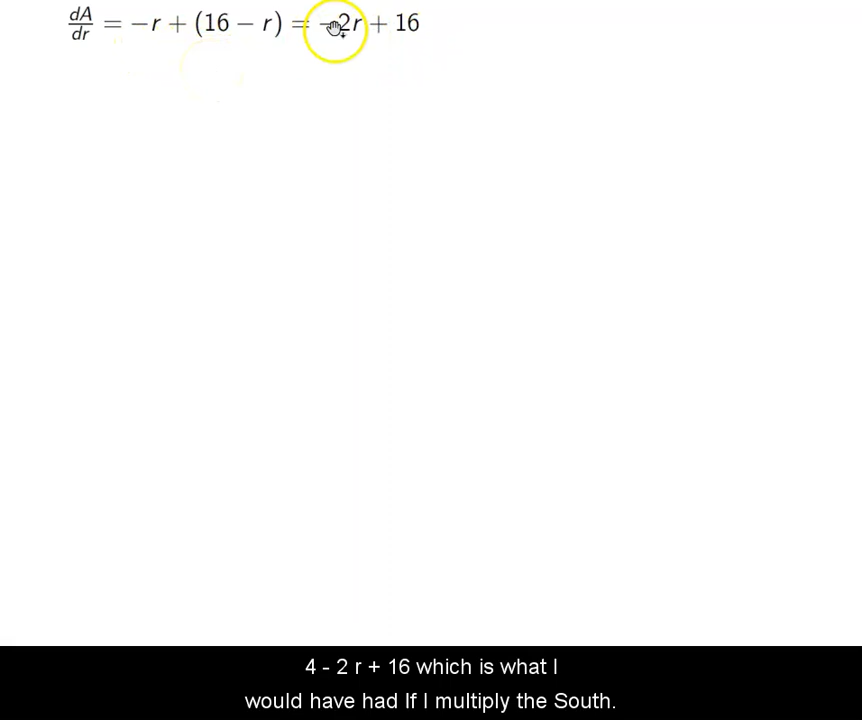 dA/dr = −r + (16 − r) = −2r + 16
4 - 2 r + 16 which is what I
would have had If I multiply the South.